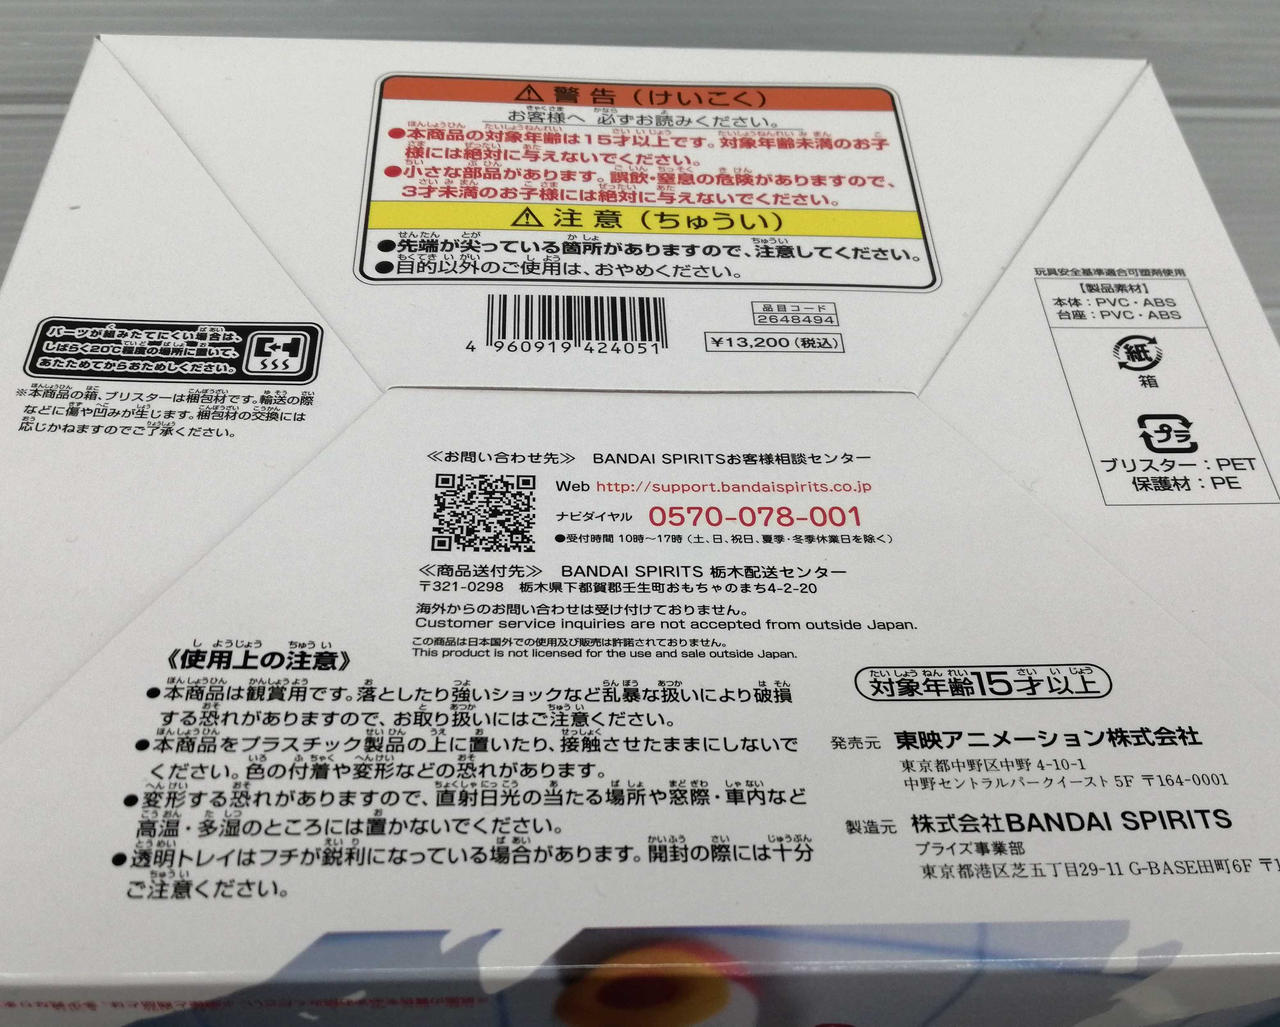 ⚠警告（けいこく）
お客様へ 必ずお読みください。
●本商品の対象年齢は15才以上です。対象年齢未満のお子
様には絶対に与えないでください。
●小さな部品があります。誤飲・窒息の危険がありますので、
3才未満のお子様には絶対に与えないでください。
⚠注意（ちゅうい）
●先端が尖っている箇所がありますので、注意してください。
●目的以外のご使用は、おやめください。
4 960919 424051
品目コード
2648494
¥13,200（税込）
パーツが組みたてにくい場合は、
しばらく20℃程度の場所に置いて、
あたためてからおためしください。
※本商品の箱、ブリスターは梱包材です。輸送の際
などに傷や凹みが生じます。梱包材の交換には
応じかねますのでご了承ください。
玩具安全基準適合可塑剤使用
【製品素材】
本体：PVC・ABS
台座：PVC・ABS
紙
箱
プラ
ブリスター：PET
保護材：PE
≪お問い合わせ先≫ BANDAI SPIRITSお客様相談センター
Web http://support.bandaispirits.co.jp
ナビダイヤル 0570-078-001
●受付時間 10時〜17時（土、日、祝日、夏季・冬季休業日を除く）
≪商品送付先≫ BANDAI SPIRITS 栃木配送センター
〒321-0298 栃木県下都賀郡壬生町おもちゃのまち4-2-20
海外からのお問い合わせは受け付けておりません。
Customer service inquiries are not accepted from outside Japan.
この商品は日本国外での使用及び販売は許諾されておりません。
This product is not licensed for the use and sale outside Japan.
《使用上の注意》
●本商品は観賞用です。落としたり強いショックなど乱暴な扱いにより破損
する恐れがありますので、お取り扱いにはご注意ください。
●本商品をプラスチック製品の上に置いたり、接触させたままにしないで
ください。色の付着や変形などの恐れがあります。
●変形する恐れがありますので、直射日光の当たる場所や窓際・車内など
高温・多湿のところには置かないでください。
●透明トレイはフチが鋭利になっている場合があります。開封の際には十分
ご注意ください。
対象年齢15才以上
発売元 東映アニメーション株式会社
東京都中野区中野 4-10-1
中野セントラルパークイースト 5F 〒164-0001
製造元 株式会社BANDAI SPIRITS
プライズ事業部
東京都港区芝五丁目29-11 G-BASE田町6F 〒1